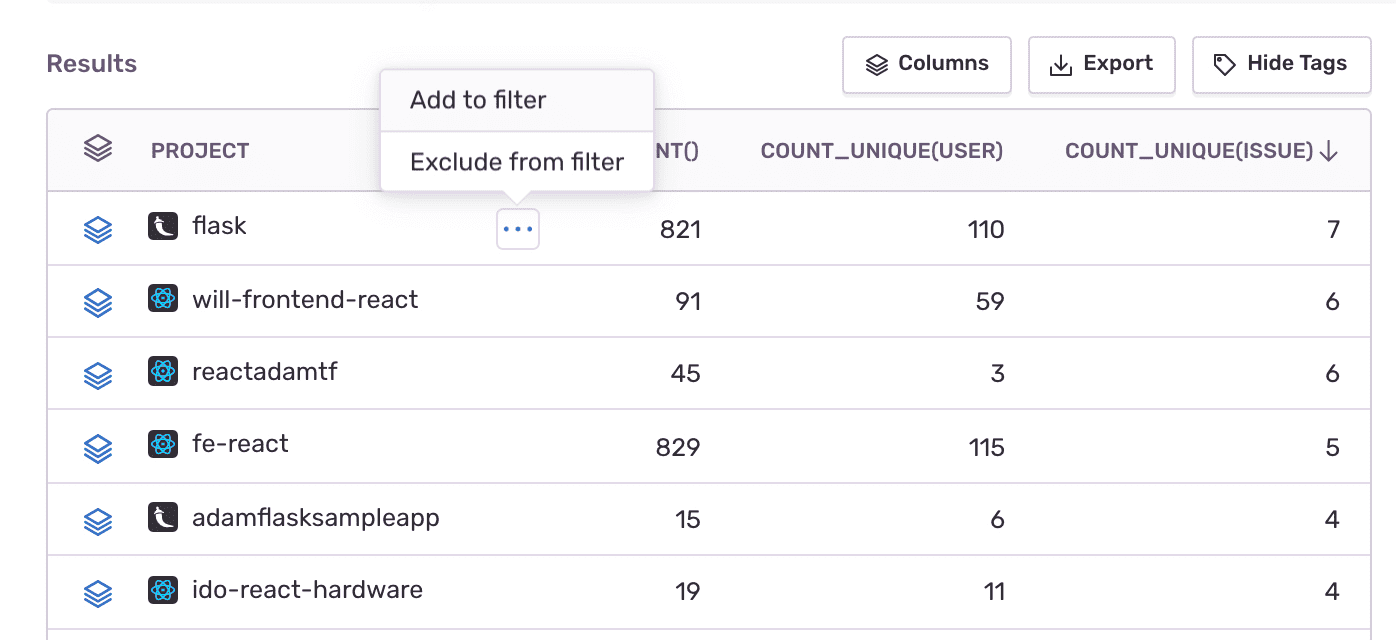 Results
Columns
Export
Hide Tags
Add to filter
Exclude from filter
PROJECT NT() COUNT_UNIQUE(USER) COUNT_UNIQUE(ISSUE)
flask 821 110 7
will-frontend-react 91 59 6
reactadamtf 45 3 6
fe-react 829 115 5
adamflasksampleapp 15 6 4
ido-react-hardware 19 11 4